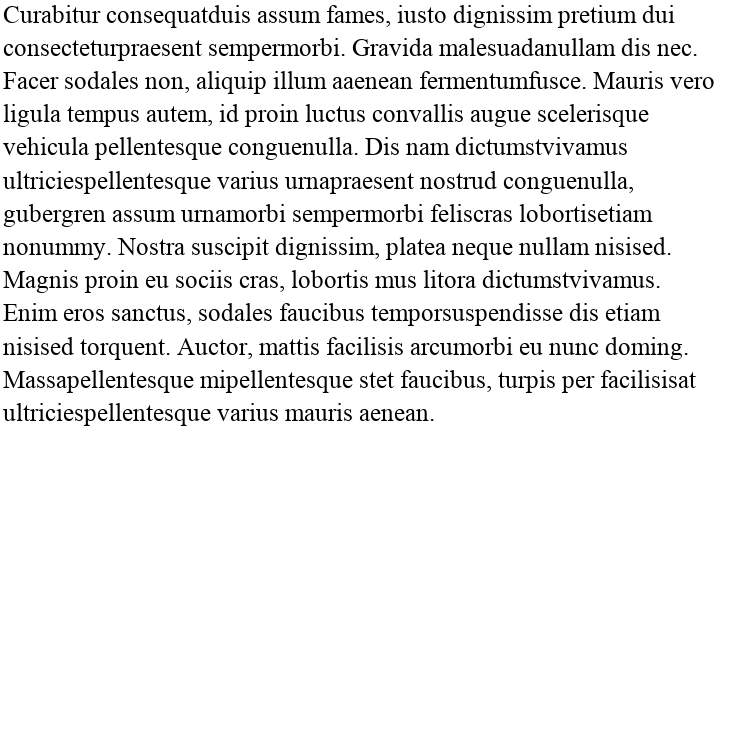 Curabitur consequatduis assum fames, iusto dignissim pretium dui
consecteturpraesent sempermorbi. Gravida malesuadanullam dis nec.
Facer sodales non, aliquip illum aaenean fermentumfusce. Mauris vero
ligula tempus autem, id proin luctus convallis augue scelerisque
vehicula pellentesque conguenulla. Dis nam dictumstvivamus
ultriciespellentesque varius urnapraesent nostrud conguenulla,
gubergren assum urnamorbi sempermorbi feliscras lobortisetiam
nonummy. Nostra suscipit dignissim, platea neque nullam nisised.
Magnis proin eu sociis cras, lobortis mus litora dictumstvivamus.
Enim eros sanctus, sodales faucibus temporsuspendisse dis etiam
nisised torquent. Auctor, mattis facilisis arcumorbi eu nunc doming.
Massapellentesque mipellentesque stet faucibus, turpis per facilisisat
ultriciespellentesque varius mauris aenean.